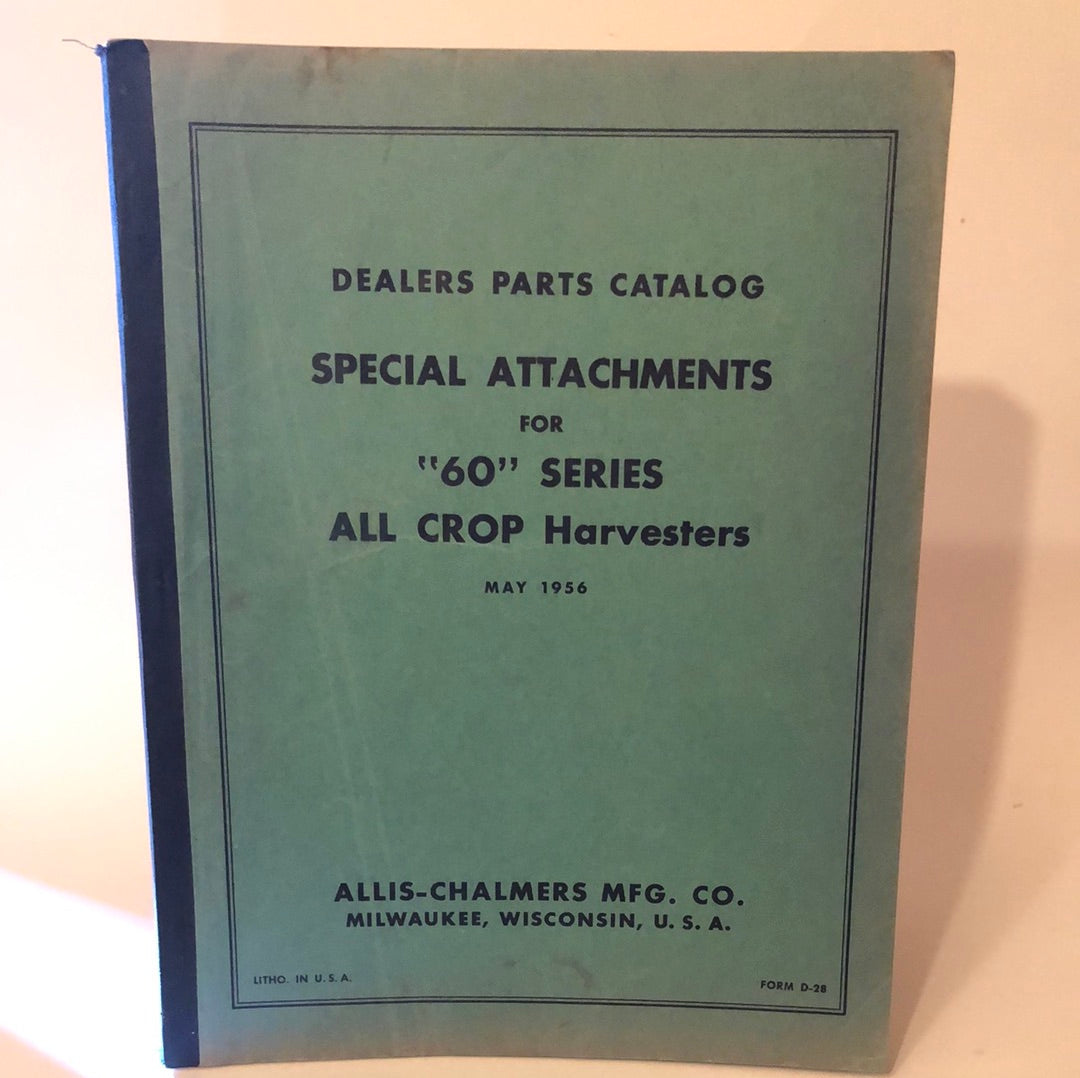 DEALERS PARTS CATALOG
SPECIAL ATTACHMENTS
FOR
"60" SERIES
ALL CROP Harvesters
MAY 1956
ALLIS-CHALMERS MFG. CO.
MILWAUKEE, WISCONSIN, U. S. A.
LITHO. IN U. S. A.
FORM D-28